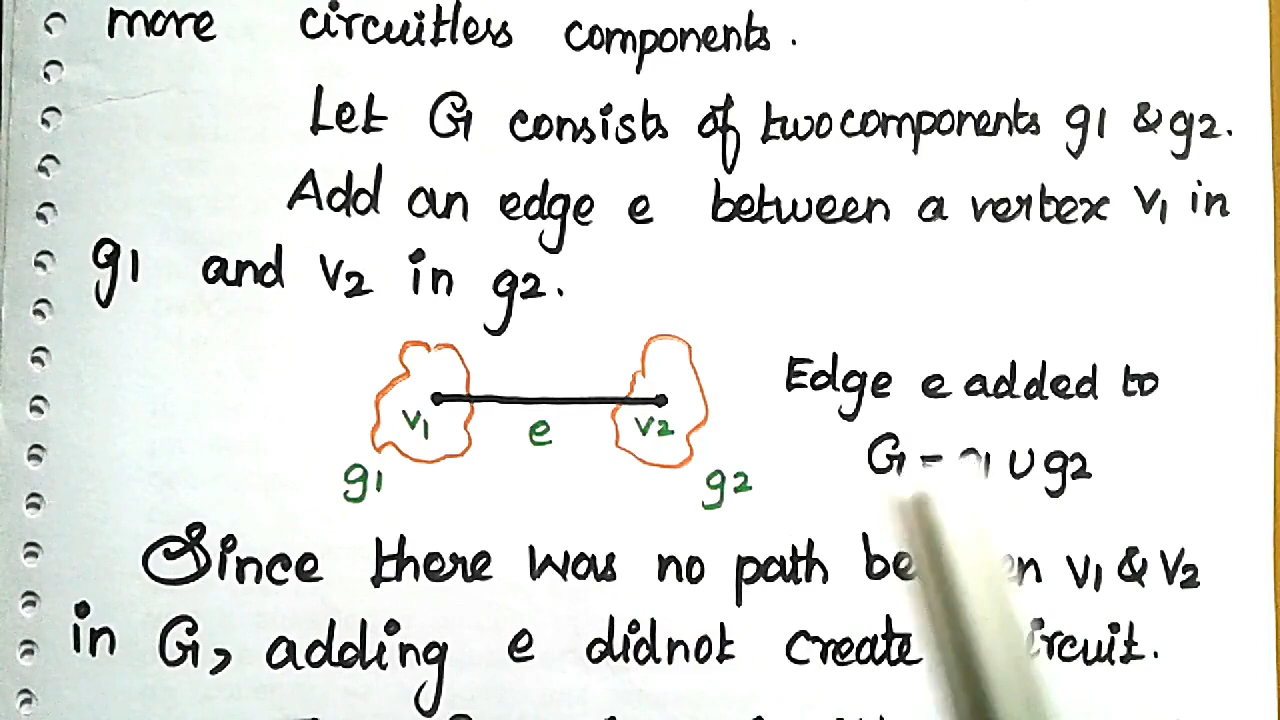 more circuitless components.
Let G consists of two components g1 & g2.
Add an edge e between a vertex v1 in
g1 and v2 in g2.
v1 e v2
g1 g2
Edge e added to
G = U g2
Since there was no path v1 & v2
in G, adding e didnot create